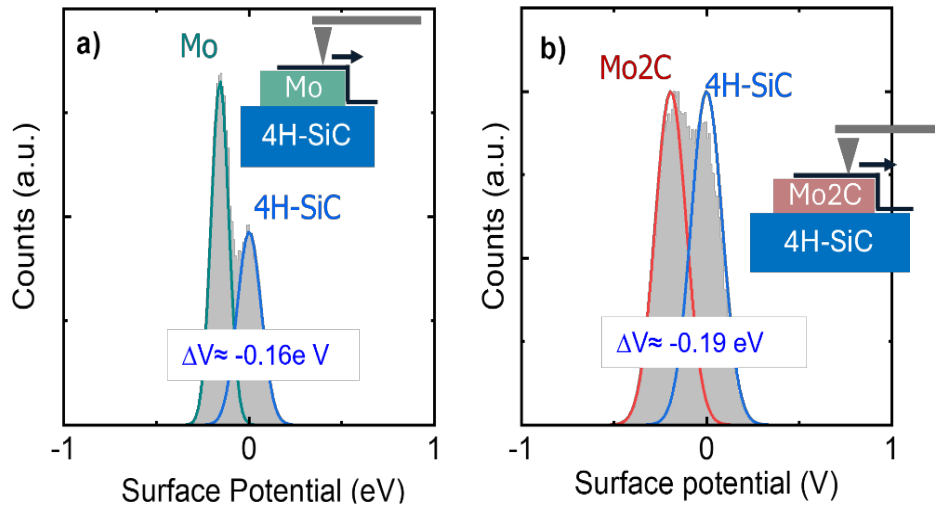 a)
Mo
Mo
4H-SiC
4H-SiC
ΔV≈ -0.16e V
Counts (a.u.)
-1
0
1
Surface Potential (eV)
b)
Mo2C
4H-SiC
Mo2C
4H-SiC
ΔV≈ -0.19 eV
Counts (a.u.)
-1
0
1
Surface potential (V)